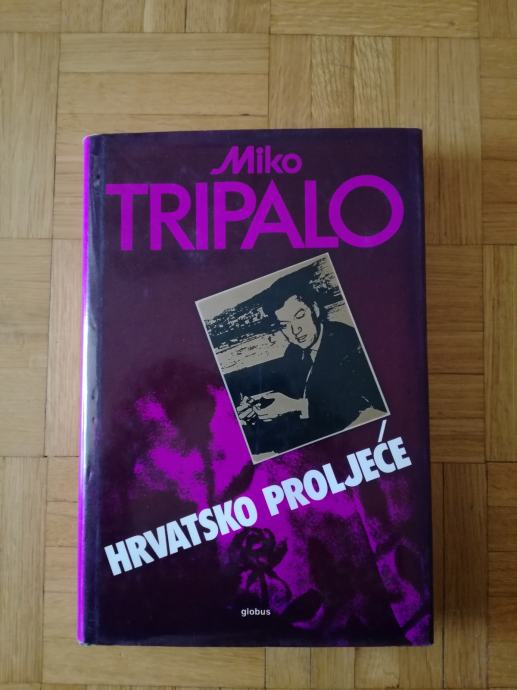 Miko
TRIPALO
HRVATSKO PROLJEĆE
globus